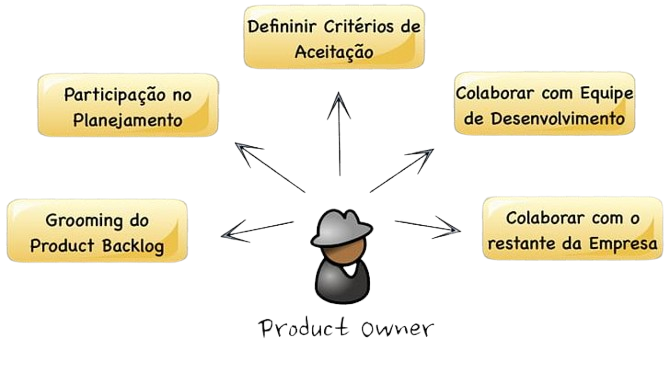 Defininir Critérios de
Aceitação
Participação no
Planejamento
Colaborar com Equipe
de Desenvolvimento
Grooming do
Product Backlog
Colaborar com o
restante da Empresa
Product Owner